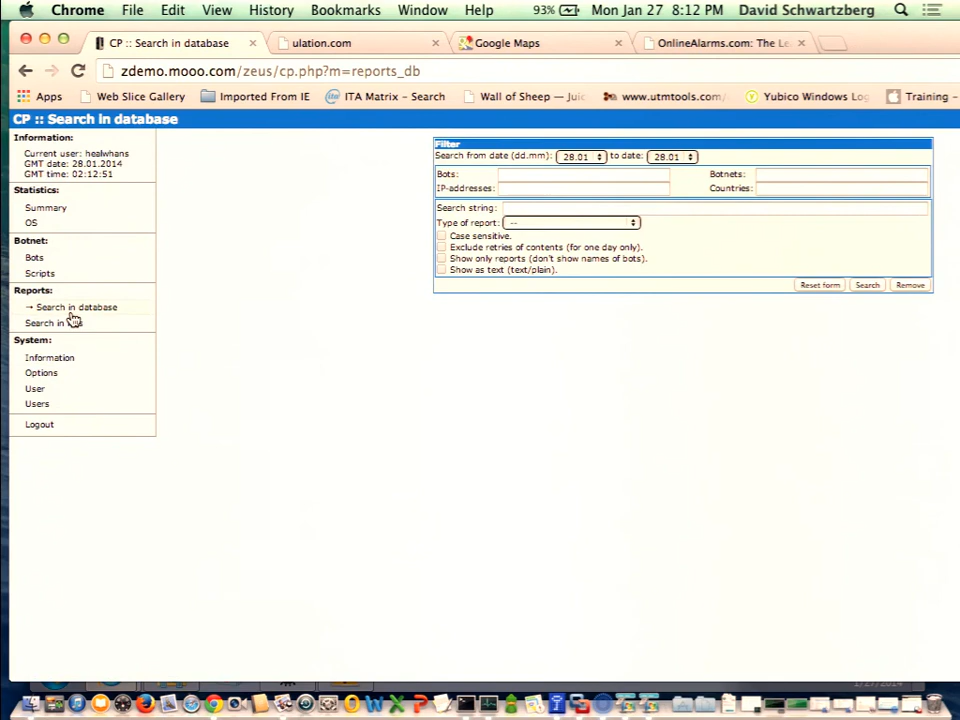 Chrome File Edit View History Bookmarks Window Help 93% Mon Jan 27 8:12 PM David Schwartzberg
CP :: Search in database
ulation.com
Google Maps
OnlineAlarms.com: The Le
zdemo.mooo.com/zeus/cp.php?m=reports_db
Apps Web Slice Gallery Imported From IE ITA Matrix - Search Wall of Sheep — Juic www.utmtools.com/ Yubico Windows Log Training -
CP :: Search in database
Information:
Current user: healwhans
GMT date: 28.01.2014
GMT time: 02:12:51
Statistics:
Summary
OS
Botnet:
Bots
Scripts
Reports:
→ Search in database
Search in
System:
Information
Options
User
Users
Logout
Filter
Search from date (dd.mm): 28.01 to date: 28.01
Bots: Botnets:
IP-addresses: Countries:
Search string:
Type of report: --
Case sensitive.
Exclude retries of contents (for one day only).
Show only reports (don't show names of bots).
Show as text (text/plain).
Reset form Search Remove